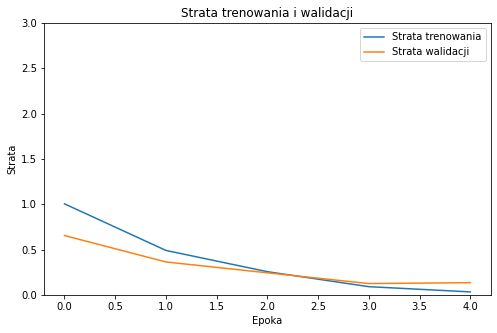 Strata trenowania i walidacji
Strata trenowania
Strata walidacji
3.0
2.5
2.0
1.5
1.0
0.5
0.0
Strata
0.0 0.5 1.0 1.5 2.0 2.5 3.0 3.5 4.0
Epoka